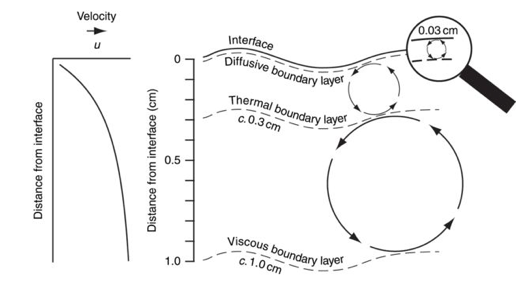 Velocity
u
Distance from interface
Distance from interface (cm)
0
0.5
1.0
Interface
Diffusive boundary layer
Thermal boundary layer
c. 0.3 cm
Viscous boundary layer
c. 1.0 cm
0.03 cm